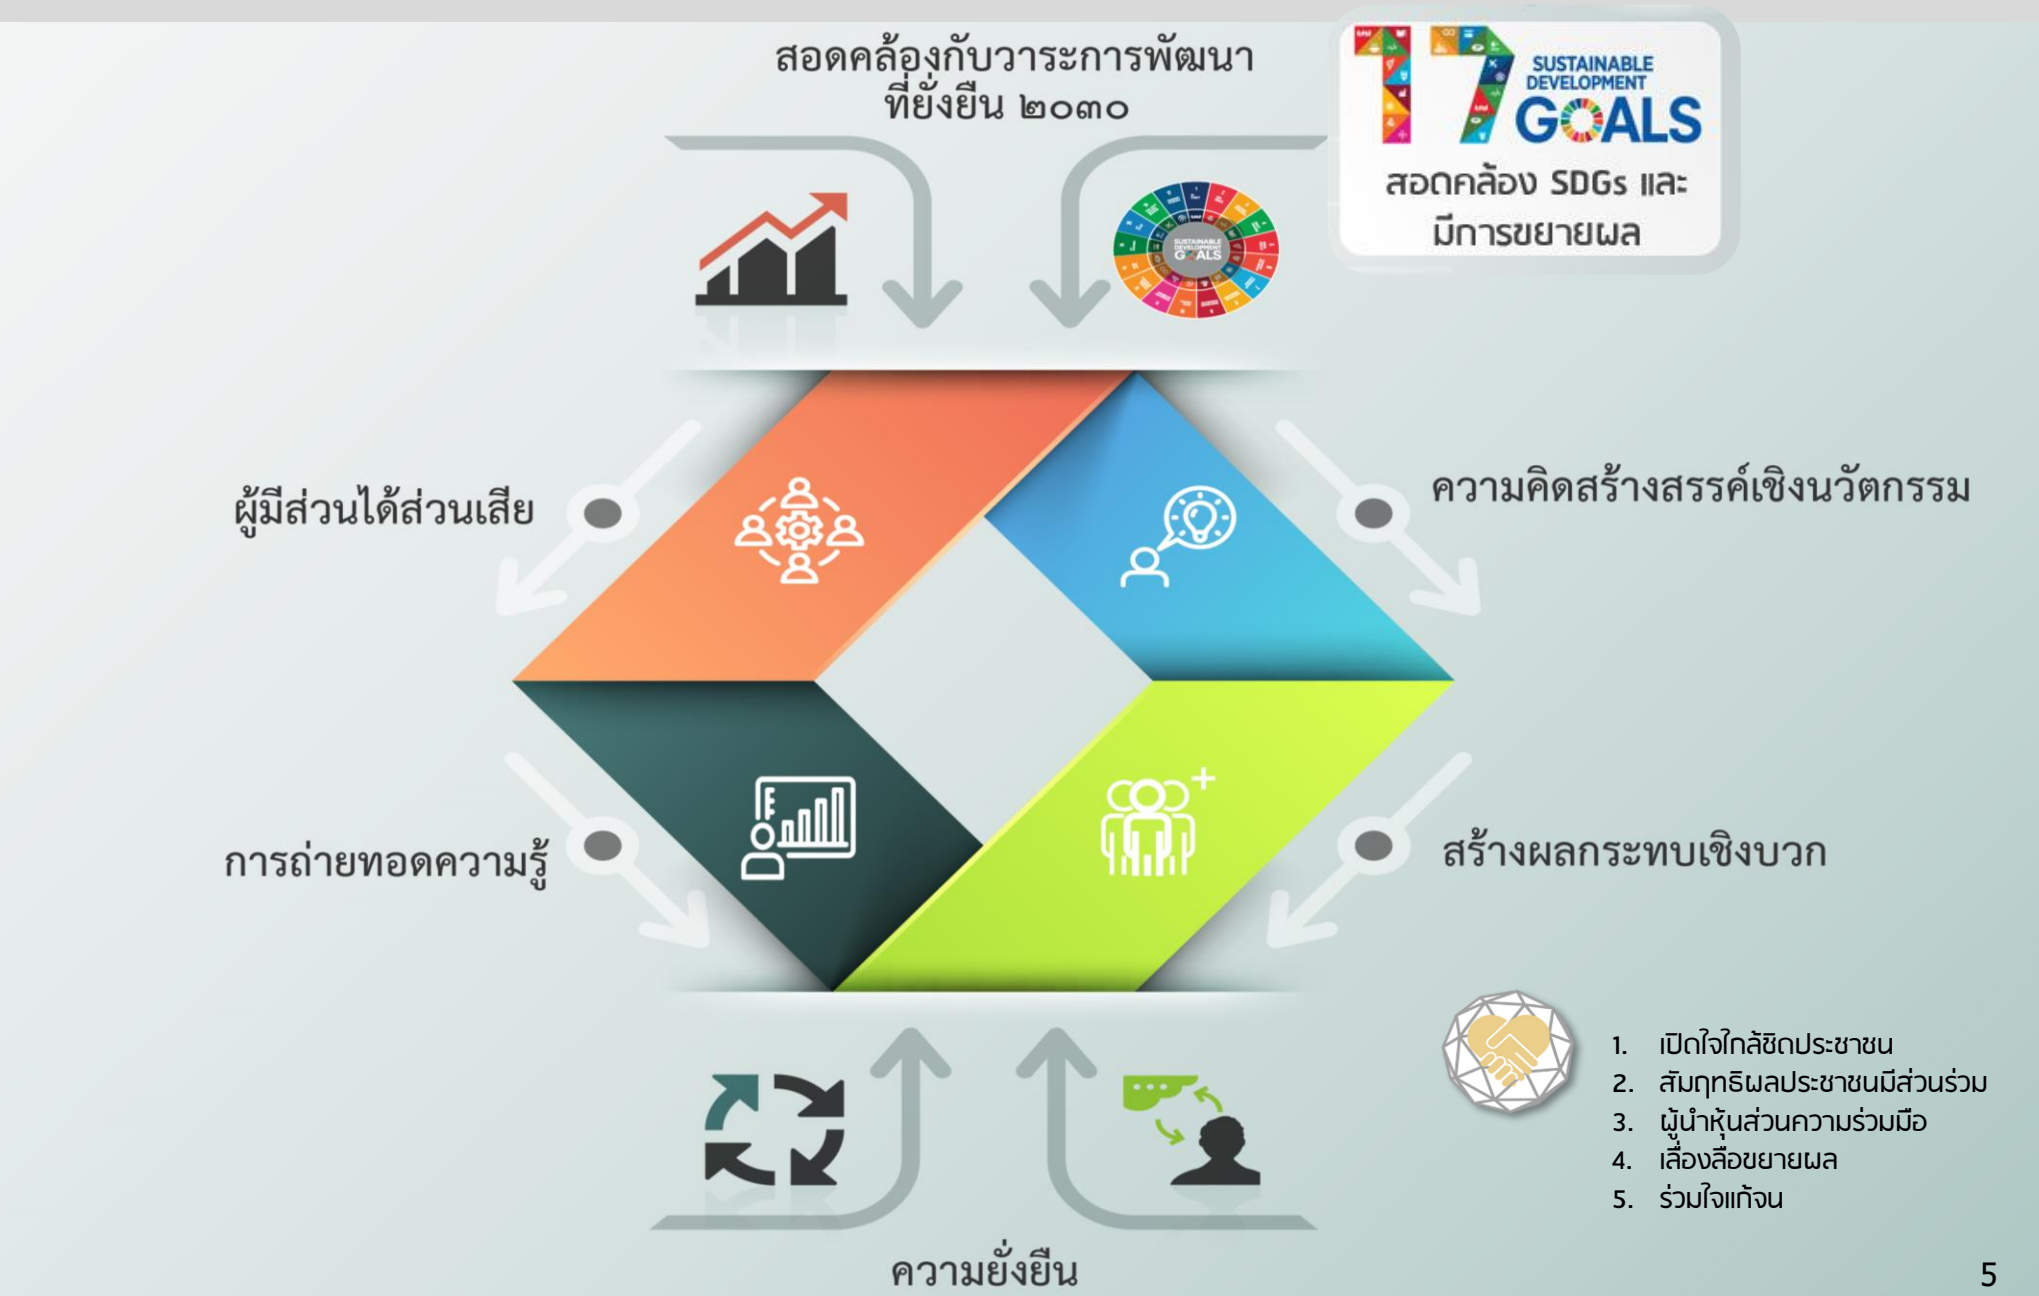 สอดคล้องกับวาระการพัฒนา
ที่ยั่งยืน ๒๐๓๐
17
SUSTAINABLE
DEVELOPMENT
GOALS
สอดคล้อง SDGs และ
มีการขยายผล
SUSTAINABLE
DEVELOPMENT
GOALS
ผู้มีส่วนได้ส่วนเสีย
ความคิดสร้างสรรค์เชิงนวัตกรรม
การถ่ายทอดความรู้
สร้างผลกระทบเชิงบวก
1. เปิดใจใกล้ชิดประชาชน
2. สัมฤทธิผลประชาชนมีส่วนร่วม
3. ผู้นำหุ้นส่วนความร่วมมือ
4. เลื่องลือขยายผล
5. ร่วมใจแก้จน
ความยั่งยืน
5